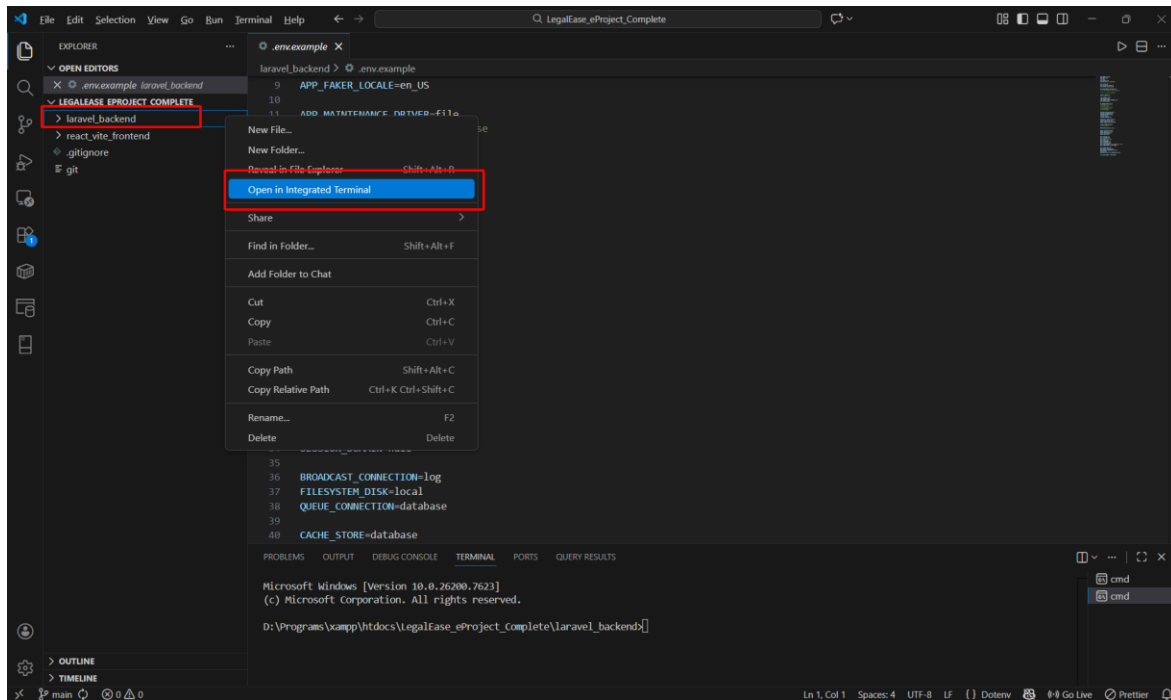 File Edit Selection View Go Run Terminal Help
LegalEase_eProject_Complete
EXPLORER
.env.example
OPEN EDITORS
.env.example laravel_backend
LEGALEASE EPROJECT COMPLETE
laravel_backend
react_vite_frontend
.gitignore
git
laravel_backend > .env.example
9 APP_FAKER_LOCALE=en_US
10
11 APP_MAINTENANCE_DRIVER=file
se
New File...
New Folder...
Reveal in File Explorer Shift+Alt+R
Open in Integrated Terminal
Share
Find in Folder... Shift+Alt+F
Add Folder to Chat
Cut Ctrl+X
Copy Ctrl+C
Paste Ctrl+V
Copy Path Shift+Alt+C
Copy Relative Path Ctrl+K Ctrl+Shift+C
Rename... F2
Delete Delete
35
36 BROADCAST_CONNECTION=log
37 FILESYSTEM_DISK=local
38 QUEUE_CONNECTION=database
39
40 CACHE_STORE=database
PROBLEMS OUTPUT DEBUG CONSOLE TERMINAL PORTS QUERY RESULTS
Microsoft Windows [Version 10.0.26200.7623]
(c) Microsoft Corporation. All rights reserved.
D:\Programs\xampp\htdocs\LegalEase_eProject_Complete\laravel_backend>
cmd
cmd
OUTLINE
TIMELINE
main 0 0 Ln 1, Col 1 Spaces: 4 UTF-8 LF {} Dotenv Go Live Prettier